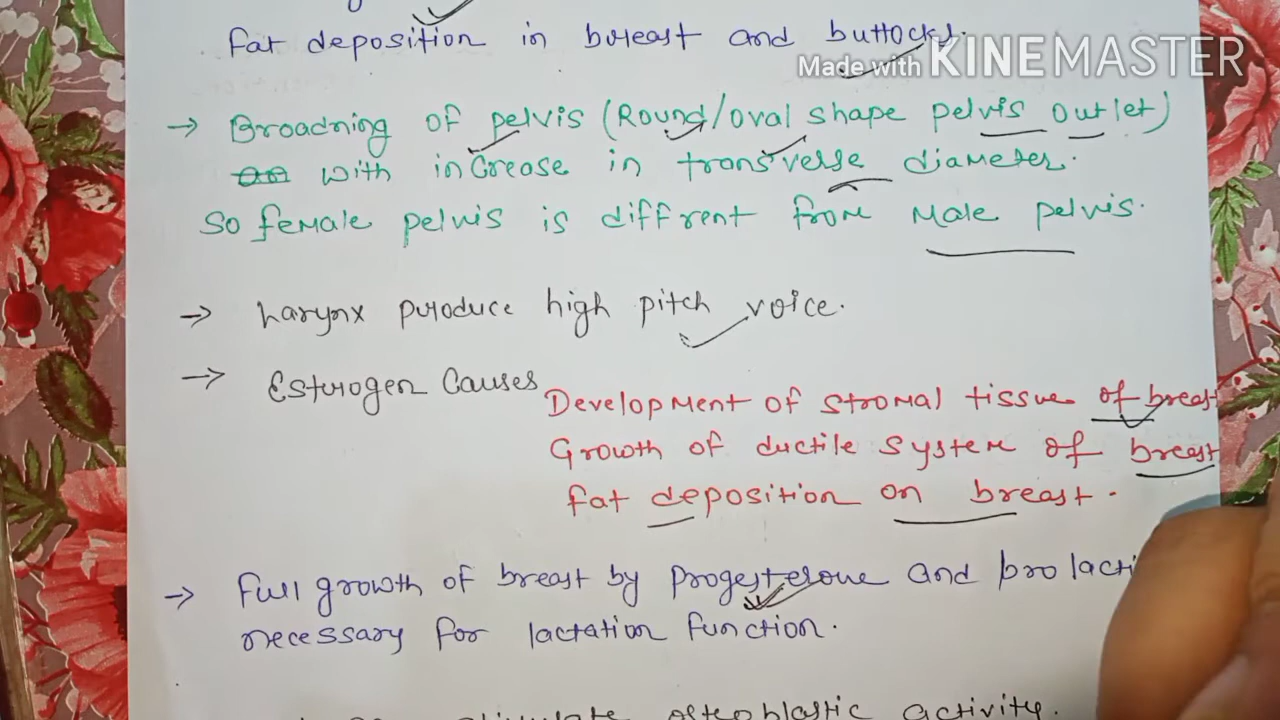 fat deposition in breast and buttocks.
Made with KINEMASTER
→ Broadning of pelvis (Round/oval shape pelvis outlet)
with increase in transverse diameter.
So female pelvis is diffrent from Male pelvis.
→ Larynx produce high pitch voice.
→ Estrogen Causes
Development of stromal tissue of breast
Growth of ductile system of breast
fat deposition on breast.
→ Full growth of breast by Progesterone and prolacti
necessary for lactation function.
osteoblastic activity.